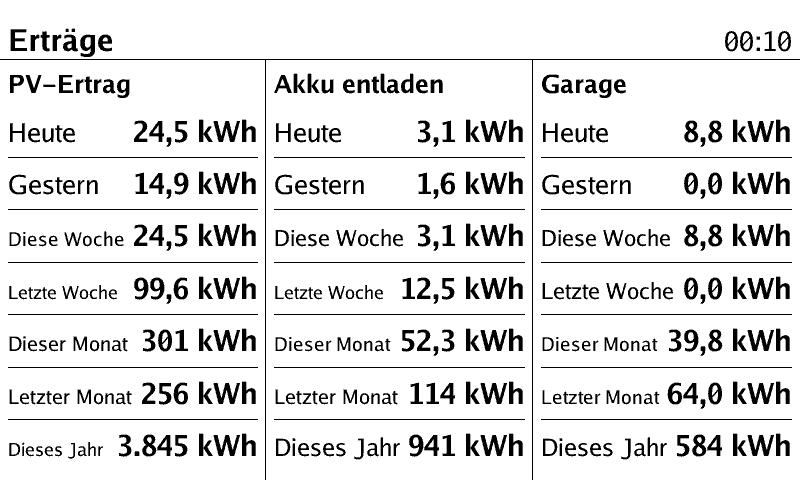 Erträge 00:10
PV-Ertrag
Heute 24,5 kWh
Gestern 14,9 kWh
Diese Woche 24,5 kWh
Letzte Woche 99,6 kWh
Dieser Monat 301 kWh
Letzter Monat 256 kWh
Dieses Jahr 3.845 kWh
Akku entladen
Heute 3,1 kWh
Gestern 1,6 kWh
Diese Woche 3,1 kWh
Letzte Woche 12,5 kWh
Dieser Monat 52,3 kWh
Letzter Monat 114 kWh
Dieses Jahr 941 kWh
Garage
Heute 8,8 kWh
Gestern 0,0 kWh
Diese Woche 8,8 kWh
Letzte Woche 0,0 kWh
Dieser Monat 39,8 kWh
Letzter Monat 64,0 kWh
Dieses Jahr 584 kWh